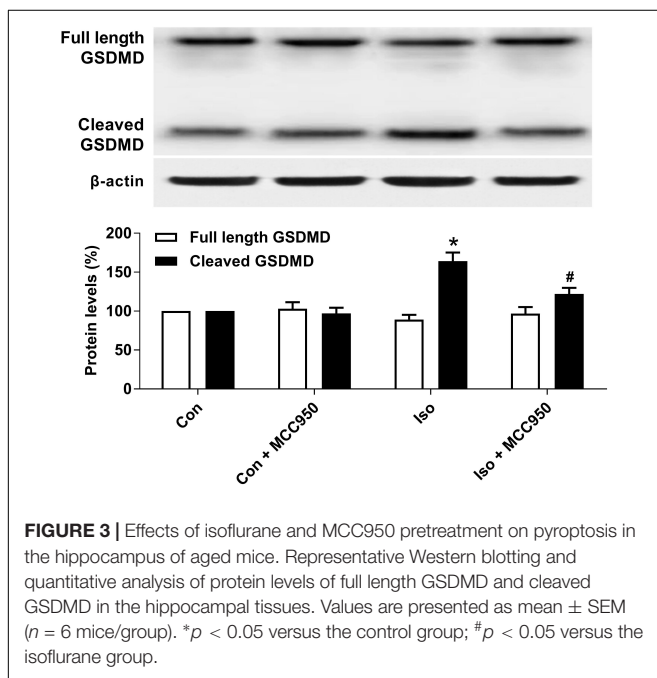 Full length
GSDMD
Cleaved
GSDMD
β-actin
Full length GSDMD
Cleaved GSDMD
Protein levels (%)
200
150
100
50
0
*
#
Con
Con + MCC950
Iso
Iso + MCC950
FIGURE 3 | Effects of isoflurane and MCC950 pretreatment on pyroptosis in
the hippocampus of aged mice. Representative Western blotting and
quantitative analysis of protein levels of full length GSDMD and cleaved
GSDMD in the hippocampal tissues. Values are presented as mean ± SEM
(n = 6 mice/group). *p < 0.05 versus the control group; #p < 0.05 versus the
isoflurane group.